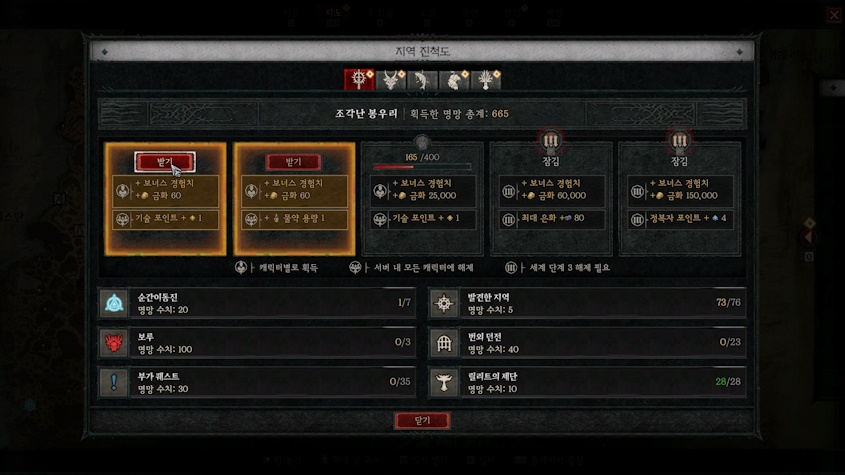 지역 진척도
조각난 봉우리 | 획득한 명망 총계: 665
받기
+ 보너스 경험치
+ 금화 60
기술 포인트 + 1
받기
+ 보너스 경험치
+ 금화 60
+ 물약 용량 1
165 /400
+ 보너스 경험치
+ 금화 25,000
기술 포인트 + 1
잠김
+ 보너스 경험치
+ 금화 60,000
최대 은화 + 80
잠김
+ 보너스 경험치
+ 금화 150,000
정복자 포인트 + 4
캐릭터별로 획득
서버 내 모든 캐릭터에 해제
세계 단계 3 해제 필요
순간이동진
명망 수치: 20
1/7
발견한 지역
명망 수치: 5
73/76
보루
명망 수치: 100
0/3
번외 던전
명망 수치: 40
0/23
부가 퀘스트
명망 수치: 30
0/35
릴리트의 제단
명망 수치: 10
28/28
닫기